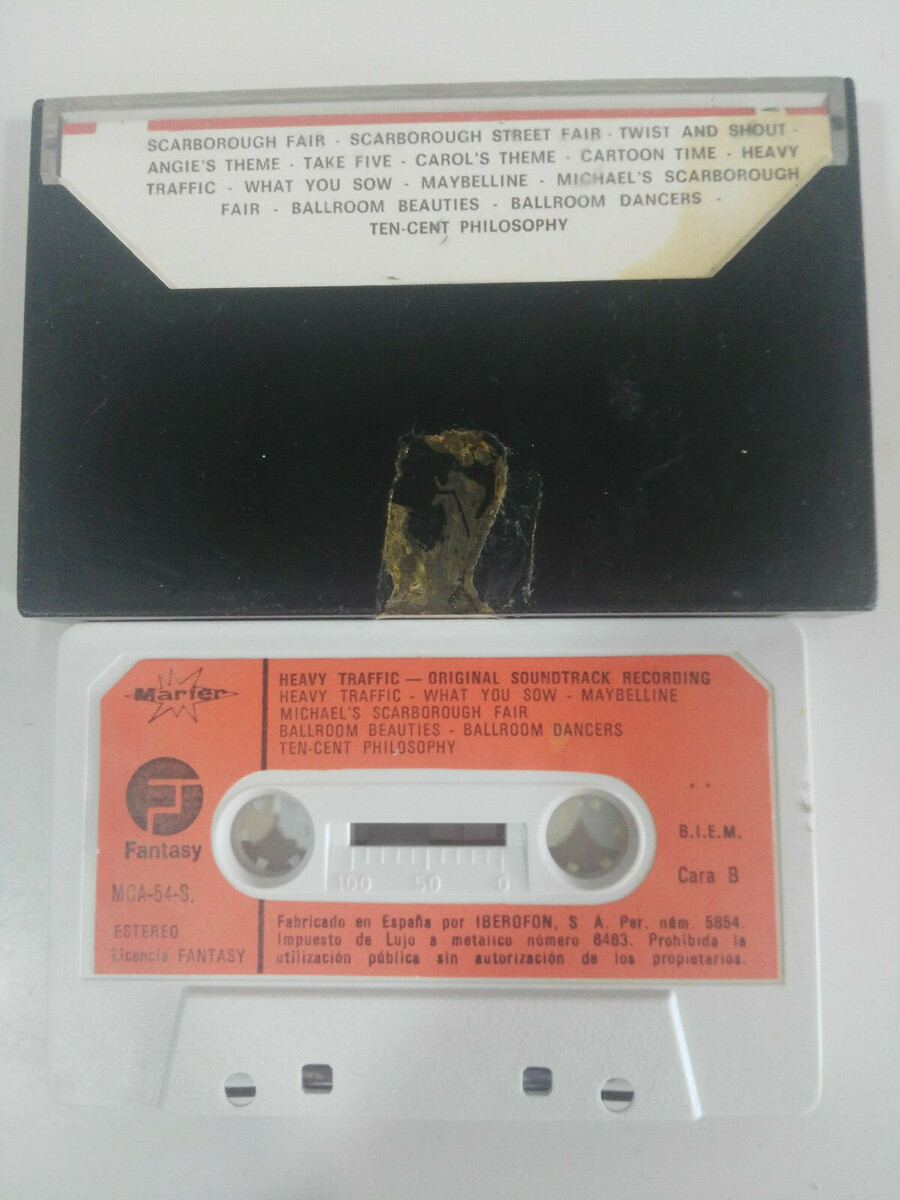 SCARBOROUGH FAIR - SCARBOROUGH STREET FAIR - TWIST AND SHOUT -
ANGIE'S THEME - TAKE FIVE - CAROL'S THEME - CARTOON TIME - HEAVY
TRAFFIC - WHAT YOU SOW - MAYBELLINE - MICHAEL'S SCARBOROUGH
FAIR - BALLROOM BEAUTIES - BALLROOM DANCERS -
TEN-CENT PHILOSOPHY
Marfer
Fantasy
MCA-54-S.
ESTEREO
Licencia FANTASY
HEAVY TRAFFIC — ORIGINAL SOUNDTRACK RECORDING
HEAVY TRAFFIC - WHAT YOU SOW - MAYBELLINE
MICHAEL'S SCARBOROUGH FAIR
BALLROOM BEAUTIES - BALLROOM DANCERS
TEN-CENT PHILOSOPHY
B.I.E.M.
Cara B
100 50 0
Fabricado en España por IBEROFON, S A. Per. núm. 5854.
Impuesto de Lujo a metalico número 6463. Prohibida la
utilización pública sin autorización de los propietarios.